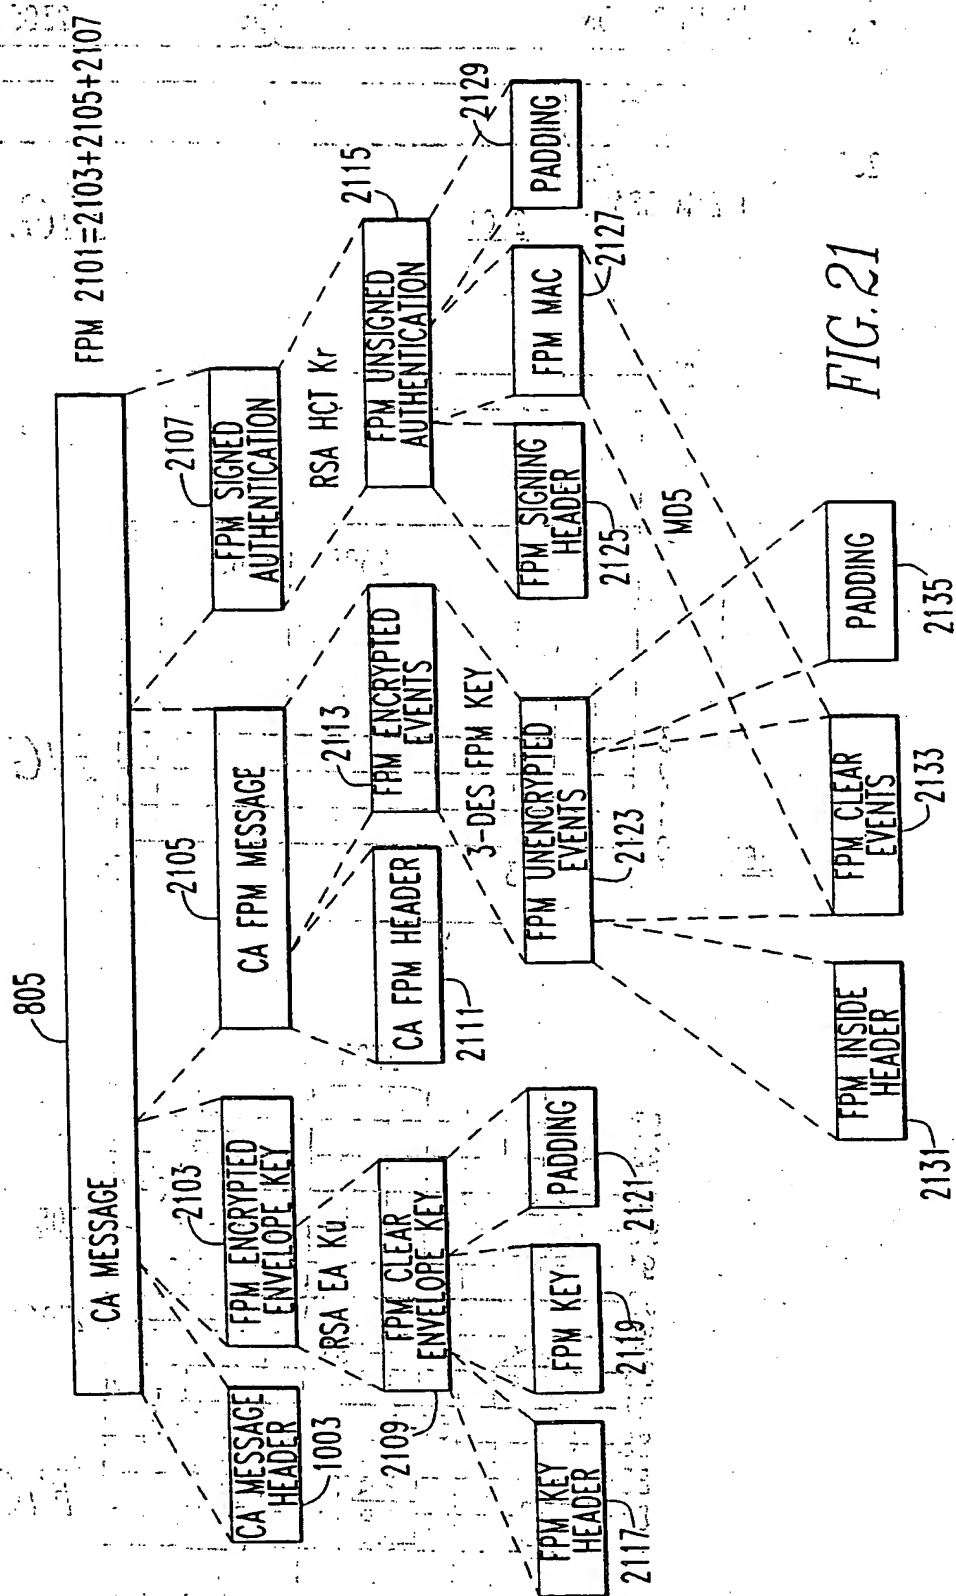 FPM 2101=2103+2105+2107
805
CA MESSAGE
1003
CA MESSAGE
HEADER
2103
FPM ENCRYPTED
ENVELOPE KEY
2105
CA FPM MESSAGE
2107
FPM SIGNED
AUTHENTICATION
RSA EA Ku
RSA HCT Kr
2109
FPM CLEAR
ENVELOPE KEY
CA FPM HEADER
2111
2113
FPM ENCRYPTED
EVENTS
2115
FPM UNSIGNED
AUTHENTICATION
3-DES FPM KEY
FPM KEY
HEADER
2117
FPM KEY
2119
PADDING
2121
FPM UNENCRYPTED
EVENTS
2123
FPM SIGNING
HEADER
2125
FPM MAC
2127
PADDING
2129
MD5
FPM INSIDE
HEADER
2131
FPM CLEAR
EVENTS
2133
PADDING
2135
FIG.21